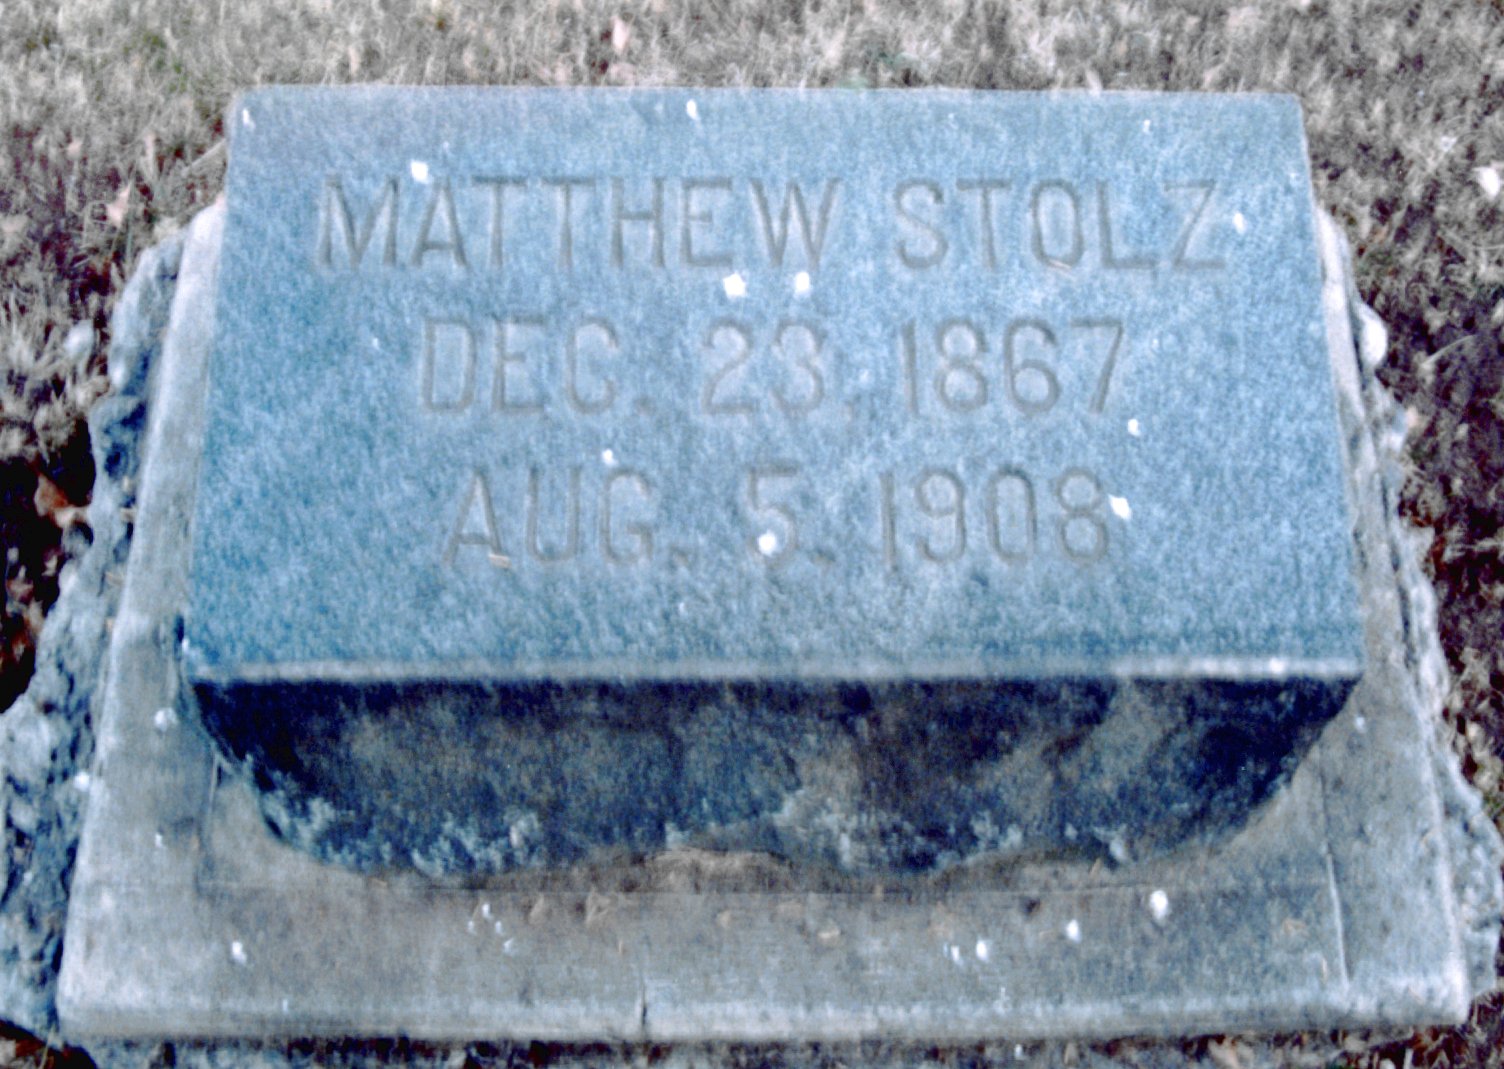 MATTHEW STOLZ
DEC. 23. 1867
AUG. 5. 1908